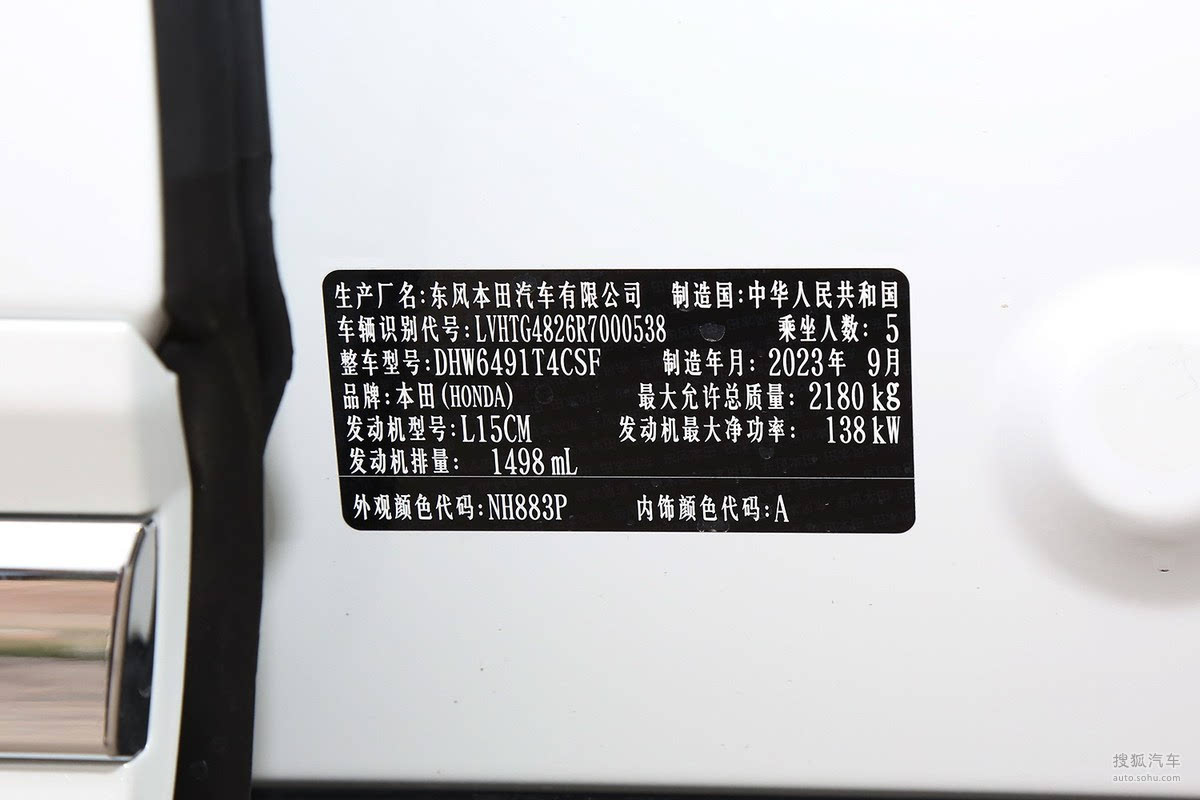 生产厂名:东风本田汽车有限公司 制造国:中华人民共和国
车辆识别代号:LVHTG4826R7000538 乘坐人数: 5
整车型号:DHW6491T4CSF 制造年月: 2023年 9月
品牌:本田(HONDA) 最大允许总质量: 2180 kg
发动机型号:L15CM 发动机最大净功率: 138 kW
发动机排量: 1498 mL
外观颜色代码:NH883P 内饰颜色代码:A
搜狐汽车
auto.sohu.com